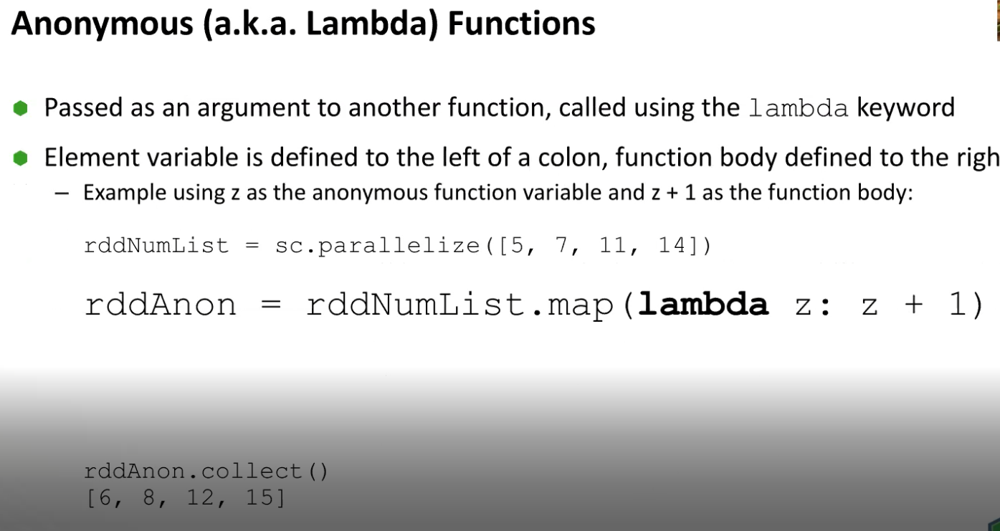 Anonymous (a.k.a. Lambda) Functions
Passed as an argument to another function, called using the lambda keyword
Element variable is defined to the left of a colon, function body defined to the righ
– Example using z as the anonymous function variable and z + 1 as the function body:
rddNumList = sc.parallelize([5, 7, 11, 14])
rddAnon = rddNumList.map(lambda z: z + 1)
rddAnon.collect()
[6, 8, 12, 15]